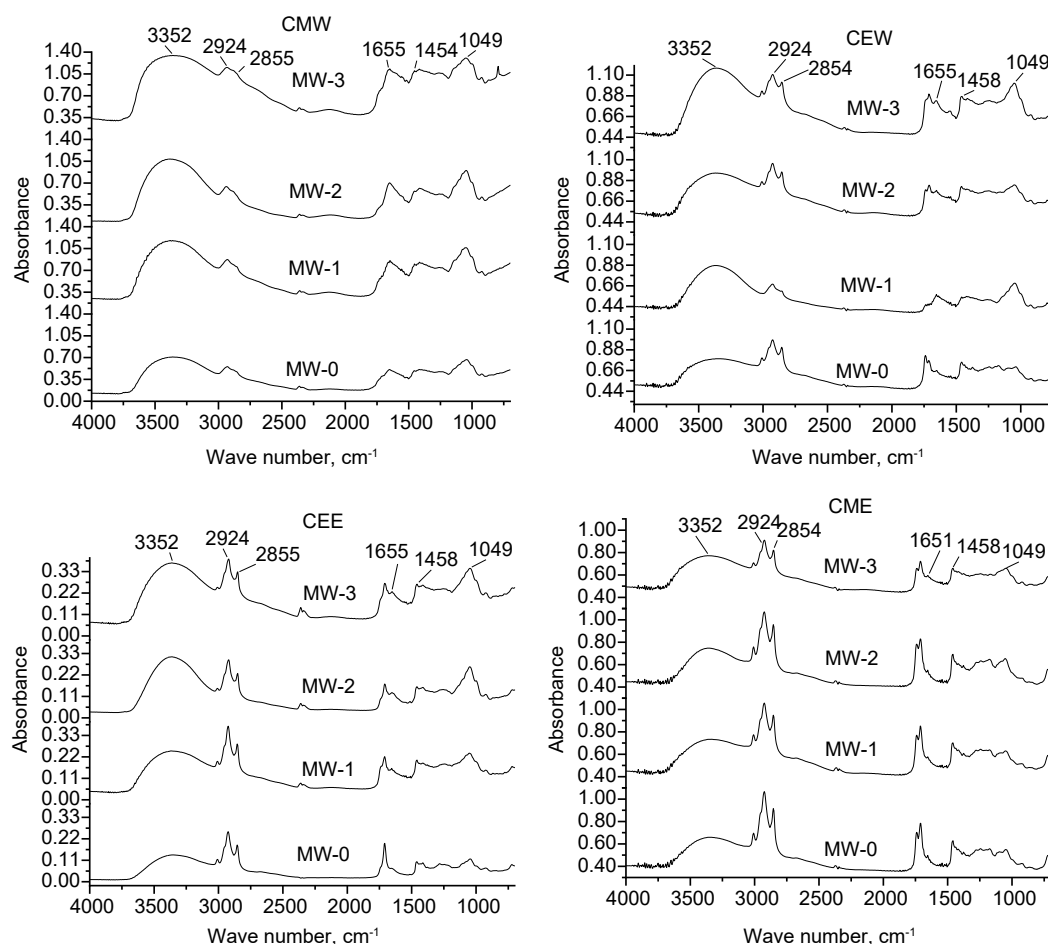 CMW
3352
2924
2855
1655
1454
1049
1.40
1.05
0.70
0.35
MW-3
1.40
1.05
0.70
0.35
MW-2
1.40
1.05
0.70
0.35
MW-1
1.40
1.05
0.70
0.35
0.00
MW-0
Absorbance
4000 3500 3000 2500 2000 1500 1000
Wave number, cm⁻¹
CEW
3352
2924
2854
1655
1458
1049
1.10
0.88
0.66
0.44
MW-3
1.10
0.88
0.66
0.44
MW-2
1.10
0.88
0.66
0.44
MW-1
1.10
0.88
0.66
0.44
MW-0
Absorbance
4000 3500 3000 2500 2000 1500 1000
Wave number, cm⁻¹
CEE
3352
2924
2855
1655
1458
1049
0.33
0.22
0.11
0.00
MW-3
0.33
0.22
0.11
0.00
MW-2
0.33
0.22
0.11
0.00
MW-1
0.33
0.22
0.11
0.00
MW-0
Absorbance
4000 3500 3000 2500 2000 1500 1000
Wave number, cm⁻¹
CME
3352
2924
2854
1651
1458
1049
1.00
0.80
0.60
0.40
MW-3
1.00
0.80
0.60
0.40
MW-2
1.00
0.80
0.60
0.40
MW-1
1.00
0.80
0.60
0.40
MW-0
Absorbance
4000 3500 3000 2500 2000 1500 1000
Wave number, cm⁻¹